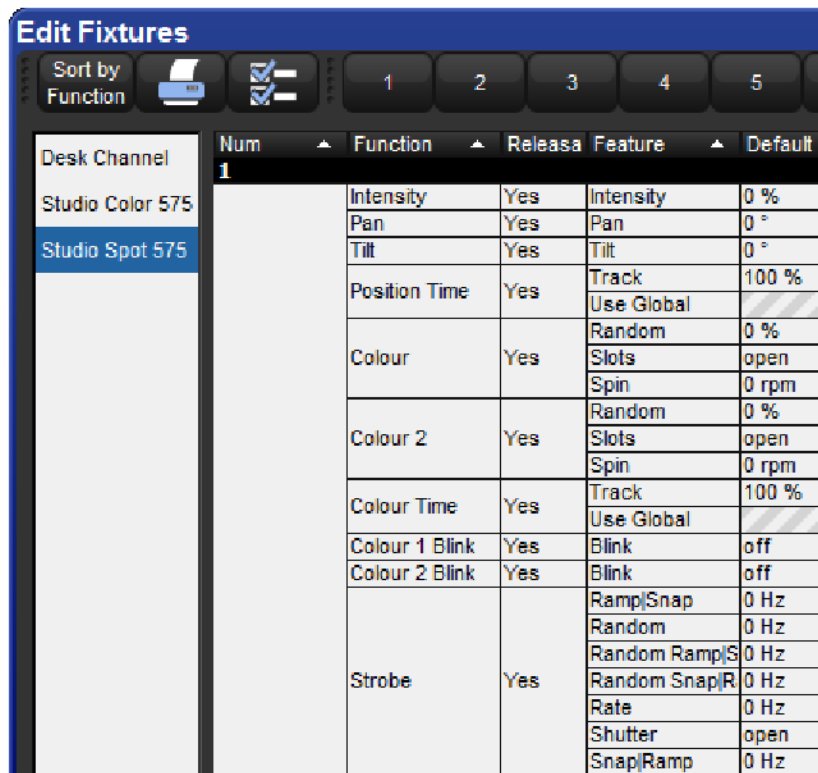 Edit Fixtures
Sort by
Function
1 2 3 4 5
Desk Channel
Studio Color 575
Studio Spot 575
Num Function Releasa Feature Default
1
Intensity Yes Intensity 0 %
Pan Yes Pan 0 °
Tilt Yes Tilt 0 °
Position Time Yes Track 100 %
Use Global
Colour Yes Random 0 %
Slots open
Spin 0 rpm
Colour 2 Yes Random 0 %
Slots open
Spin 0 rpm
Colour Time Yes Track 100 %
Use Global
Colour 1 Blink Yes Blink off
Colour 2 Blink Yes Blink off
Strobe Yes Ramp|Snap 0 Hz
Random 0 Hz
Random Ramp|S 0 Hz
Random Snap|R 0 Hz
Rate 0 Hz
Shutter open
Snap|Ramp 0 Hz